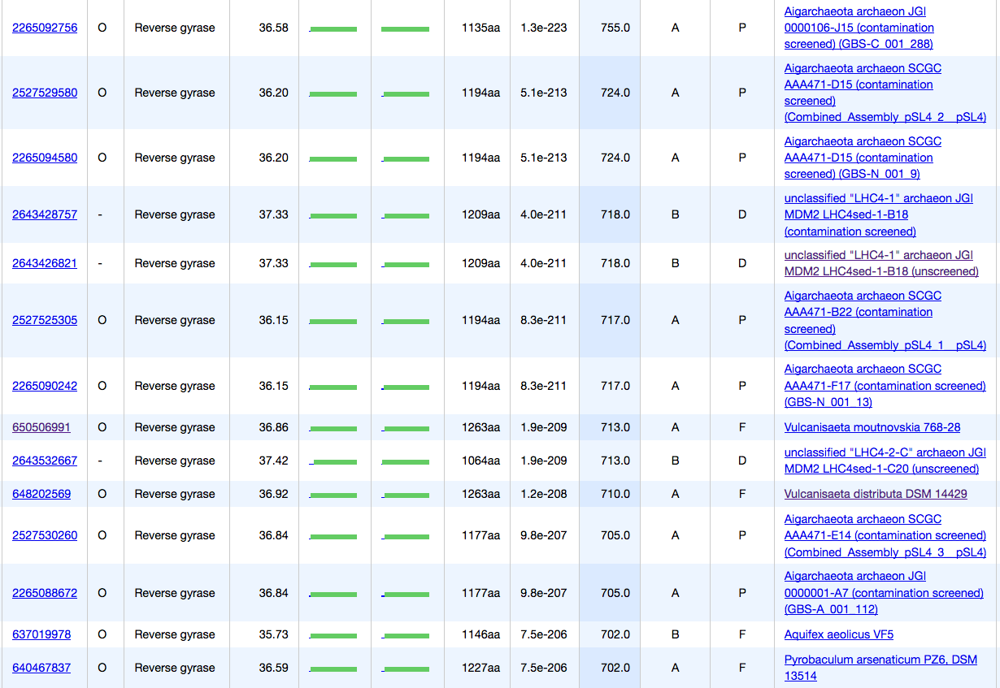 2265092756 O Reverse gyrase 36.58 1135aa 1.3e-223 755.0 A P Aigarchaeota archaeon JGI
0000106-J15 (contamination
screened) (GBS-C_001_288)
2527529580 O Reverse gyrase 36.20 1194aa 5.1e-213 724.0 A P Aigarchaeota archaeon SCGC
AAA471-D15 (contamination
screened)
(Combined_Assembly_pSL4_2__pSL4)
2265094580 O Reverse gyrase 36.20 1194aa 5.1e-213 724.0 A P Aigarchaeota archaeon SCGC
AAA471-D15 (contamination
screened) (GBS-N_001_9)
2643428757 - Reverse gyrase 37.33 1209aa 4.0e-211 718.0 B D unclassified "LHC4-1" archaeon JGI
MDM2 LHC4sed-1-B18
(contamination screened)
2643426821 - Reverse gyrase 37.33 1209aa 4.0e-211 718.0 B D unclassified "LHC4-1" archaeon JGI
MDM2 LHC4sed-1-B18 (unscreened)
2527525305 O Reverse gyrase 36.15 1194aa 8.3e-211 717.0 A P Aigarchaeota archaeon SCGC
AAA471-B22 (contamination
screened)
(Combined_Assembly_pSL4_1__pSL4)
2265090242 O Reverse gyrase 36.15 1194aa 8.3e-211 717.0 A P Aigarchaeota archaeon SCGC
AAA471-F17 (contamination screened)
(GBS-N_001_13)
650506991 O Reverse gyrase 36.86 1263aa 1.9e-209 713.0 A F Vulcanisaeta moutnovskia 768-28
2643532667 - Reverse gyrase 37.42 1064aa 1.9e-209 713.0 B D unclassified "LHC4-2-C" archaeon JGI
MDM2 LHC4sed-1-C20 (unscreened)
648202569 O Reverse gyrase 36.92 1263aa 1.2e-208 710.0 A F Vulcanisaeta distributa DSM 14429
2527530260 O Reverse gyrase 36.84 1177aa 9.8e-207 705.0 A P Aigarchaeota archaeon SCGC
AAA471-E14 (contamination screened)
(Combined_Assembly_pSL4_3__pSL4)
2265088672 O Reverse gyrase 36.84 1177aa 9.8e-207 705.0 A P Aigarchaeota archaeon JGI
0000001-A7 (contamination screened)
(GBS-A_001_112)
637019978 O Reverse gyrase 35.73 1146aa 7.5e-206 702.0 B F Aquifex aeolicus VF5
640467837 O Reverse gyrase 36.59 1227aa 7.5e-206 702.0 A F Pyrobaculum arsenaticum PZ6, DSM
13514